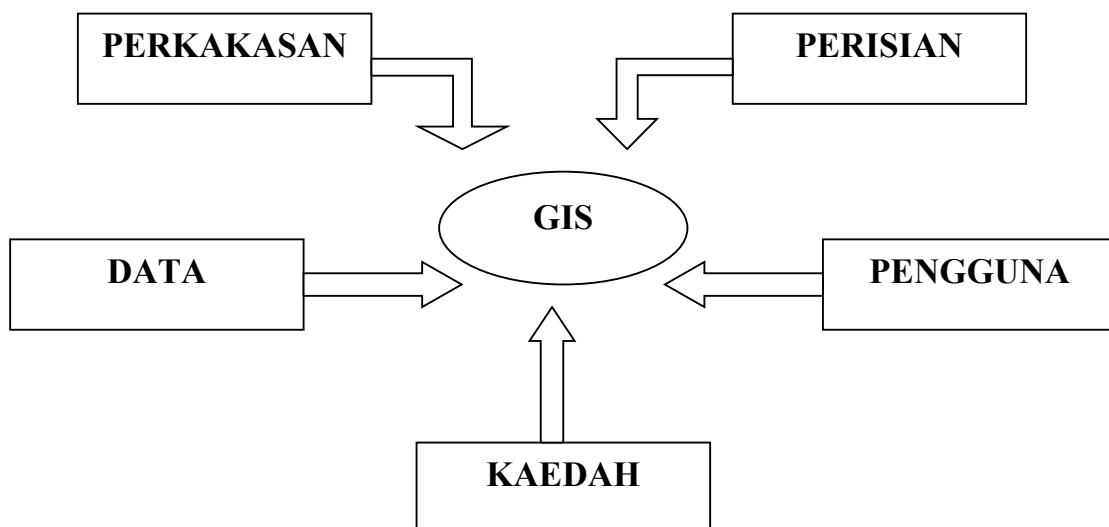 PERKAKASAN
PERISIAN
GIS
DATA
PENGGUNA
KAEDAH